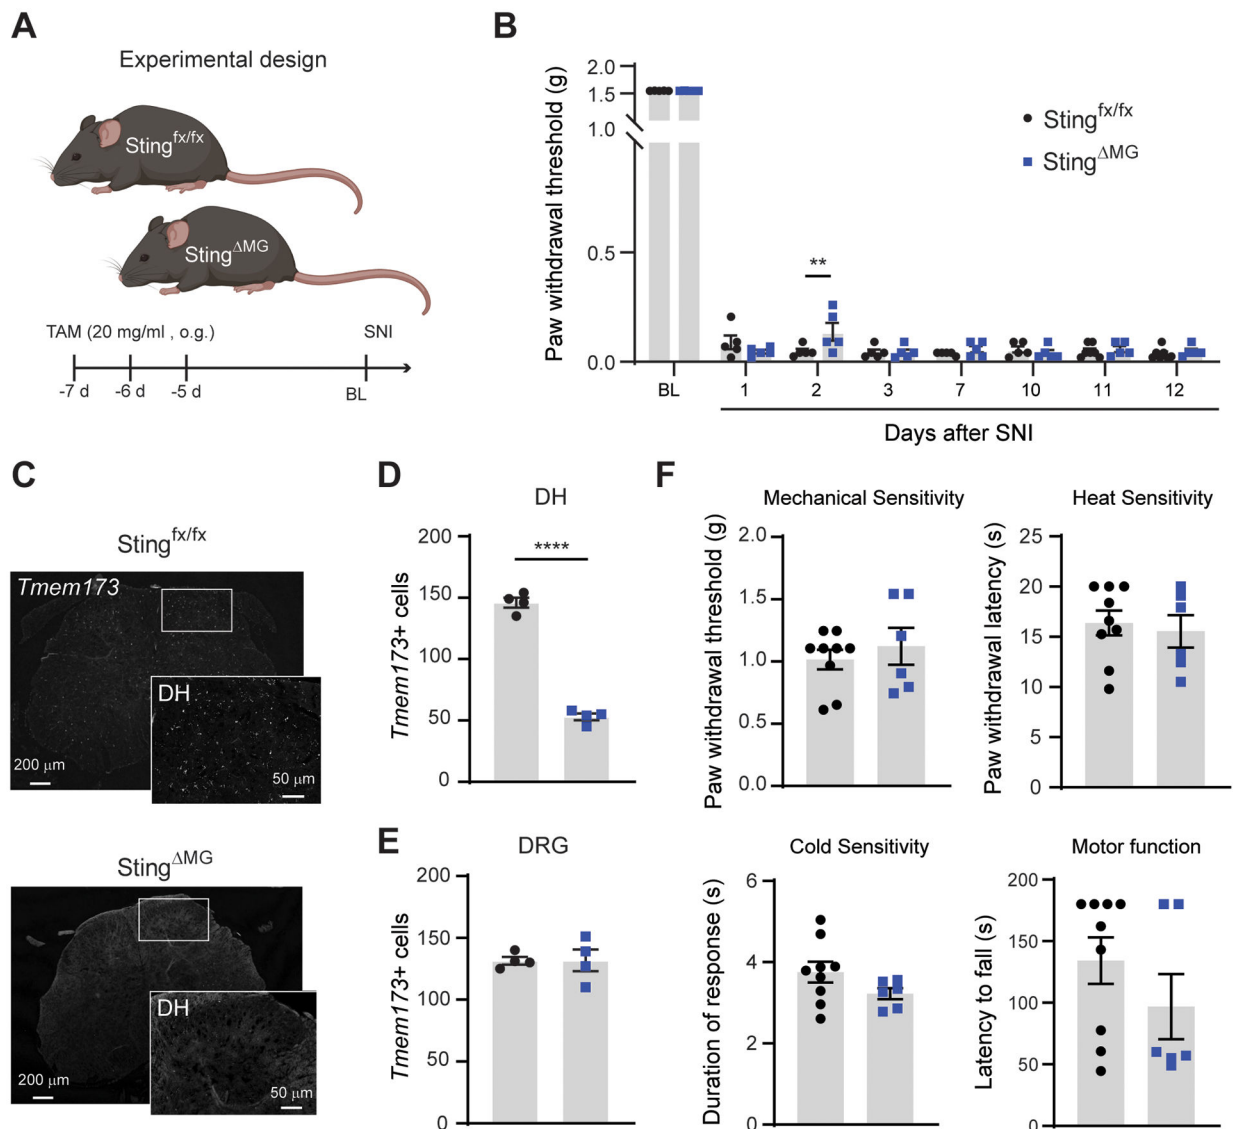 A
Experimental design
Sting^fx/fx
Sting^ΔMG
TAM (20 mg/ml , o.g.)
SNI
-7 d
-6 d
-5 d
BL
B
Paw withdrawal threshold (g)
2.0
1.5
1.0
0.5
0.0
**
Sting^fx/fx
Sting^ΔMG
BL
1
2
3
7
10
11
12
Days after SNI
C
Sting^fx/fx
Tmem173
DH
200 μm
50 μm
Sting^ΔMG
DH
200 μm
50 μm
D
DH
Tmem173+ cells
200
150
100
50
0
****
E
DRG
Tmem173+ cells
200
150
100
50
0
F
Mechanical Sensitivity
Paw withdrawal threshold (g)
2.0
1.5
1.0
0.5
0.0
Heat Sensitivity
Paw withdrawal latency (s)
25
20
15
10
5
0
Cold Sensitivity
Duration of response (s)
6
4
2
0
Motor function
Latency to fall (s)
200
150
100
50
0